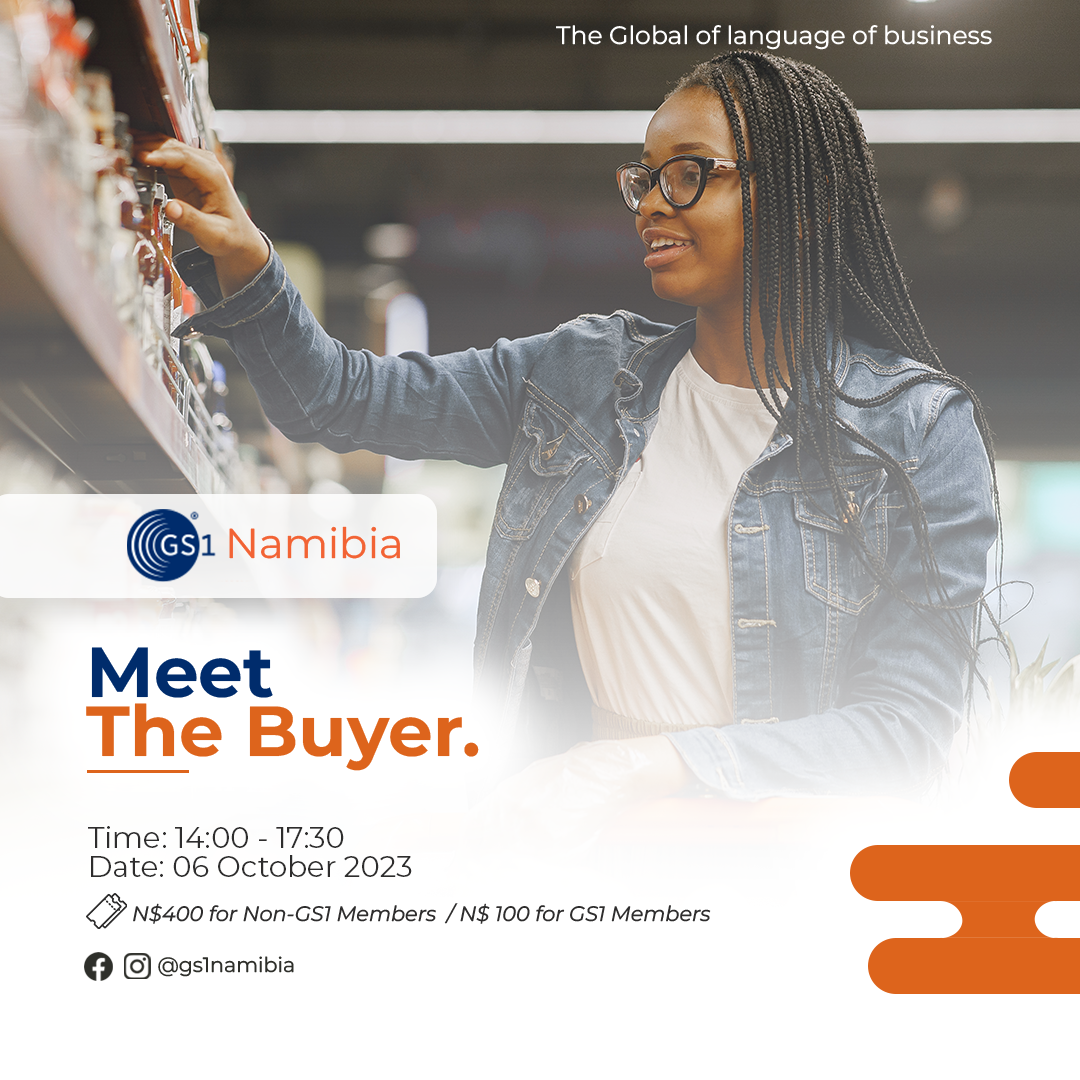 The Global of language of business
GS1 Namibia
Meet
The Buyer.
Time: 14:00 - 17:30
Date: 06 October 2023
N$400 for Non-GS1 Members / N$ 100 for GS1 Members
@gs1namibia